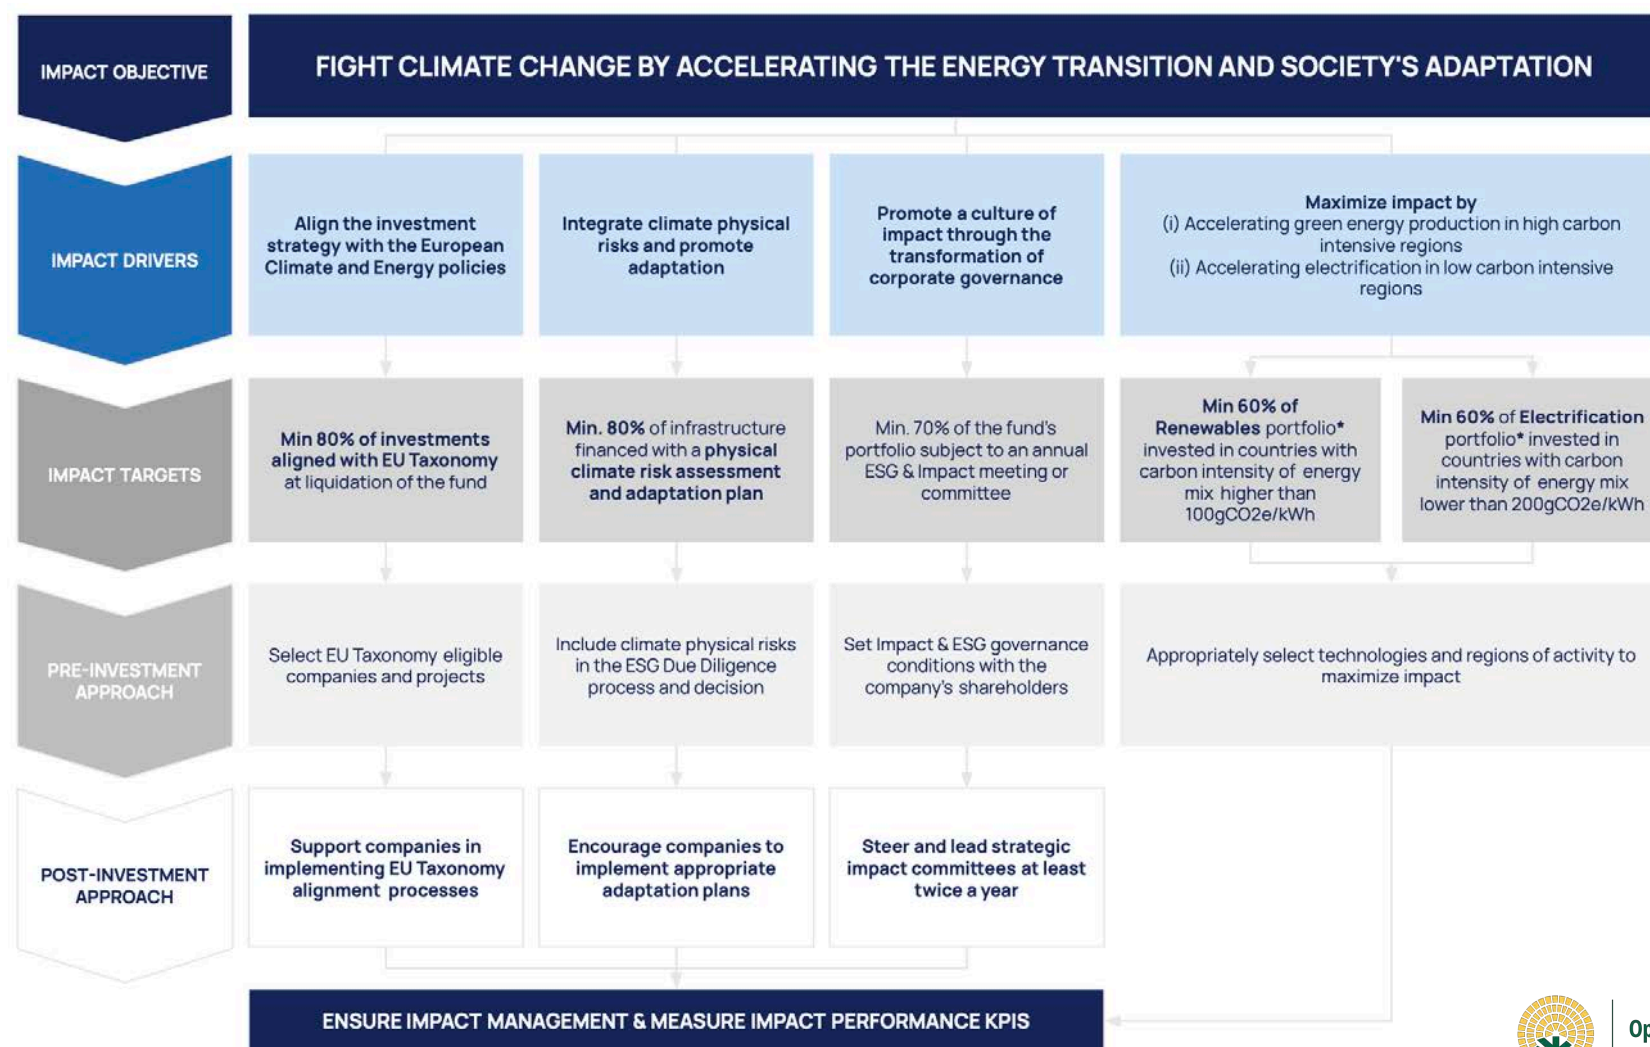 IMPACT OBJECTIVE
FIGHT CLIMATE CHANGE BY ACCELERATING THE ENERGY TRANSITION AND SOCIETY'S ADAPTATION
IMPACT DRIVERS
Align the investment
strategy with the European
Climate and Energy policies
Integrate climate physical
risks and promote
adaptation
Promote a culture of
impact through the
transformation of
corporate governance
Maximize impact by
(i) Accelerating green energy production in high carbon
intensive regions
(ii) Accelerating electrification in low carbon intensive
regions
IMPACT TARGETS
Min 80% of investments
aligned with EU Taxonomy
at liquidation of the fund
Min. 80% of infrastructure
financed with a physical
climate risk assessment
and adaptation plan
Min. 70% of the fund's
portfolio subject to an annual
ESG & Impact meeting or
committee
Min 60% of
Renewables portfolio*
invested in countries with
carbon intensity of energy
mix higher than
100gCO2e/kWh
Min 60% of Electrification
portfolio* invested in
countries with carbon
intensity of energy mix
lower than 200gCO2e/kWh
PRE-INVESTMENT
APPROACH
Select EU Taxonomy eligible
companies and projects
Include climate physical risks
in the ESG Due Diligence
process and decision
Set Impact & ESG governance
conditions with the
company's shareholders
Appropriately select technologies and regions of activity to
maximize impact
POST-INVESTMENT
APPROACH
Support companies in
implementing EU Taxonomy
alignment processes
Encourage companies to
implement appropriate
adaptation plans
Steer and lead strategic
impact committees at least
twice a year
ENSURE IMPACT MANAGEMENT & MEASURE IMPACT PERFORMANCE KPIS